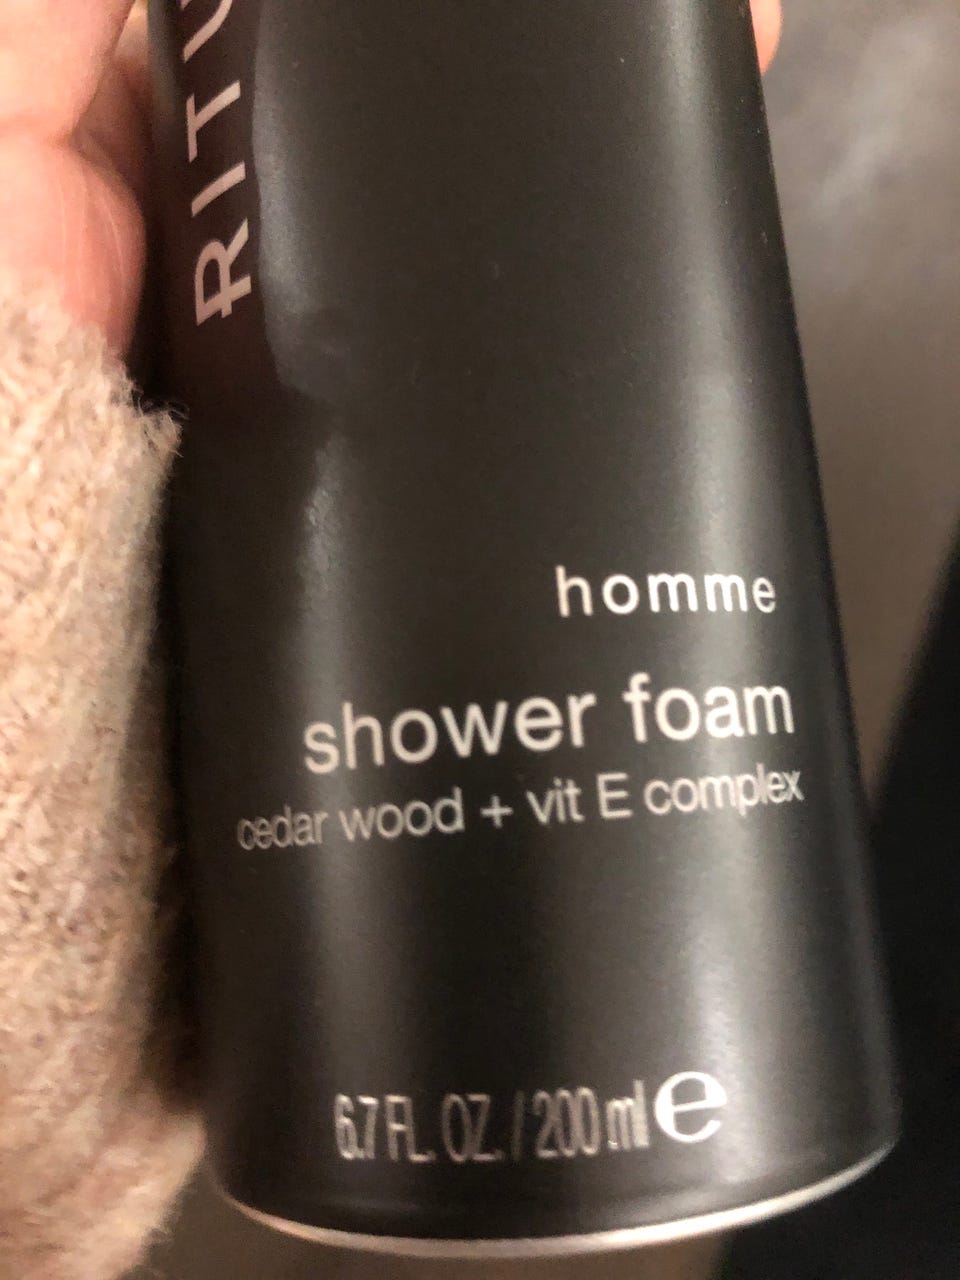 RITU
homme
shower foam
cedar wood + vit E complex
6.7 FL. OZ. / 200 ml e